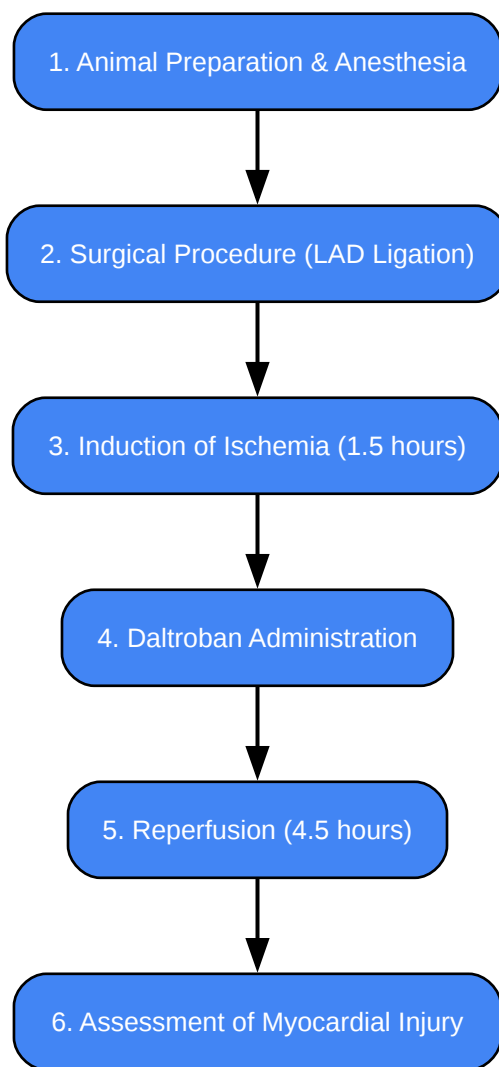 1. Animal Preparation & Anesthesia
2. Surgical Procedure (LAD Ligation)
3. Induction of Ischemia (1.5 hours)
4. Daltroban Administration
5. Reperfusion (4.5 hours)
6. Assessment of Myocardial Injury